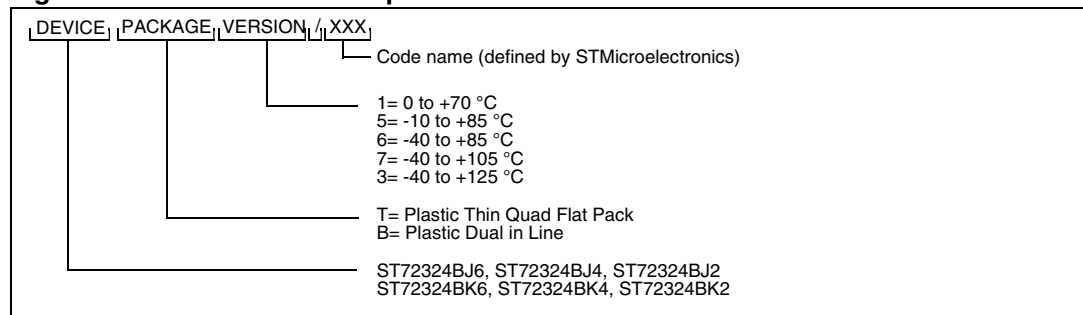 DEVICE PACKAGE VERSION / XXX
Code name (defined by STMicroelectronics)
1= 0 to +70 °C
5= -10 to +85 °C
6= -40 to +85 °C
7= -40 to +105 °C
3= -40 to +125 °C
T= Plastic Thin Quad Flat Pack
B= Plastic Dual in Line
ST72324BJ6, ST72324BJ4, ST72324BJ2
ST72324BK6, ST72324BK4, ST72324BK2